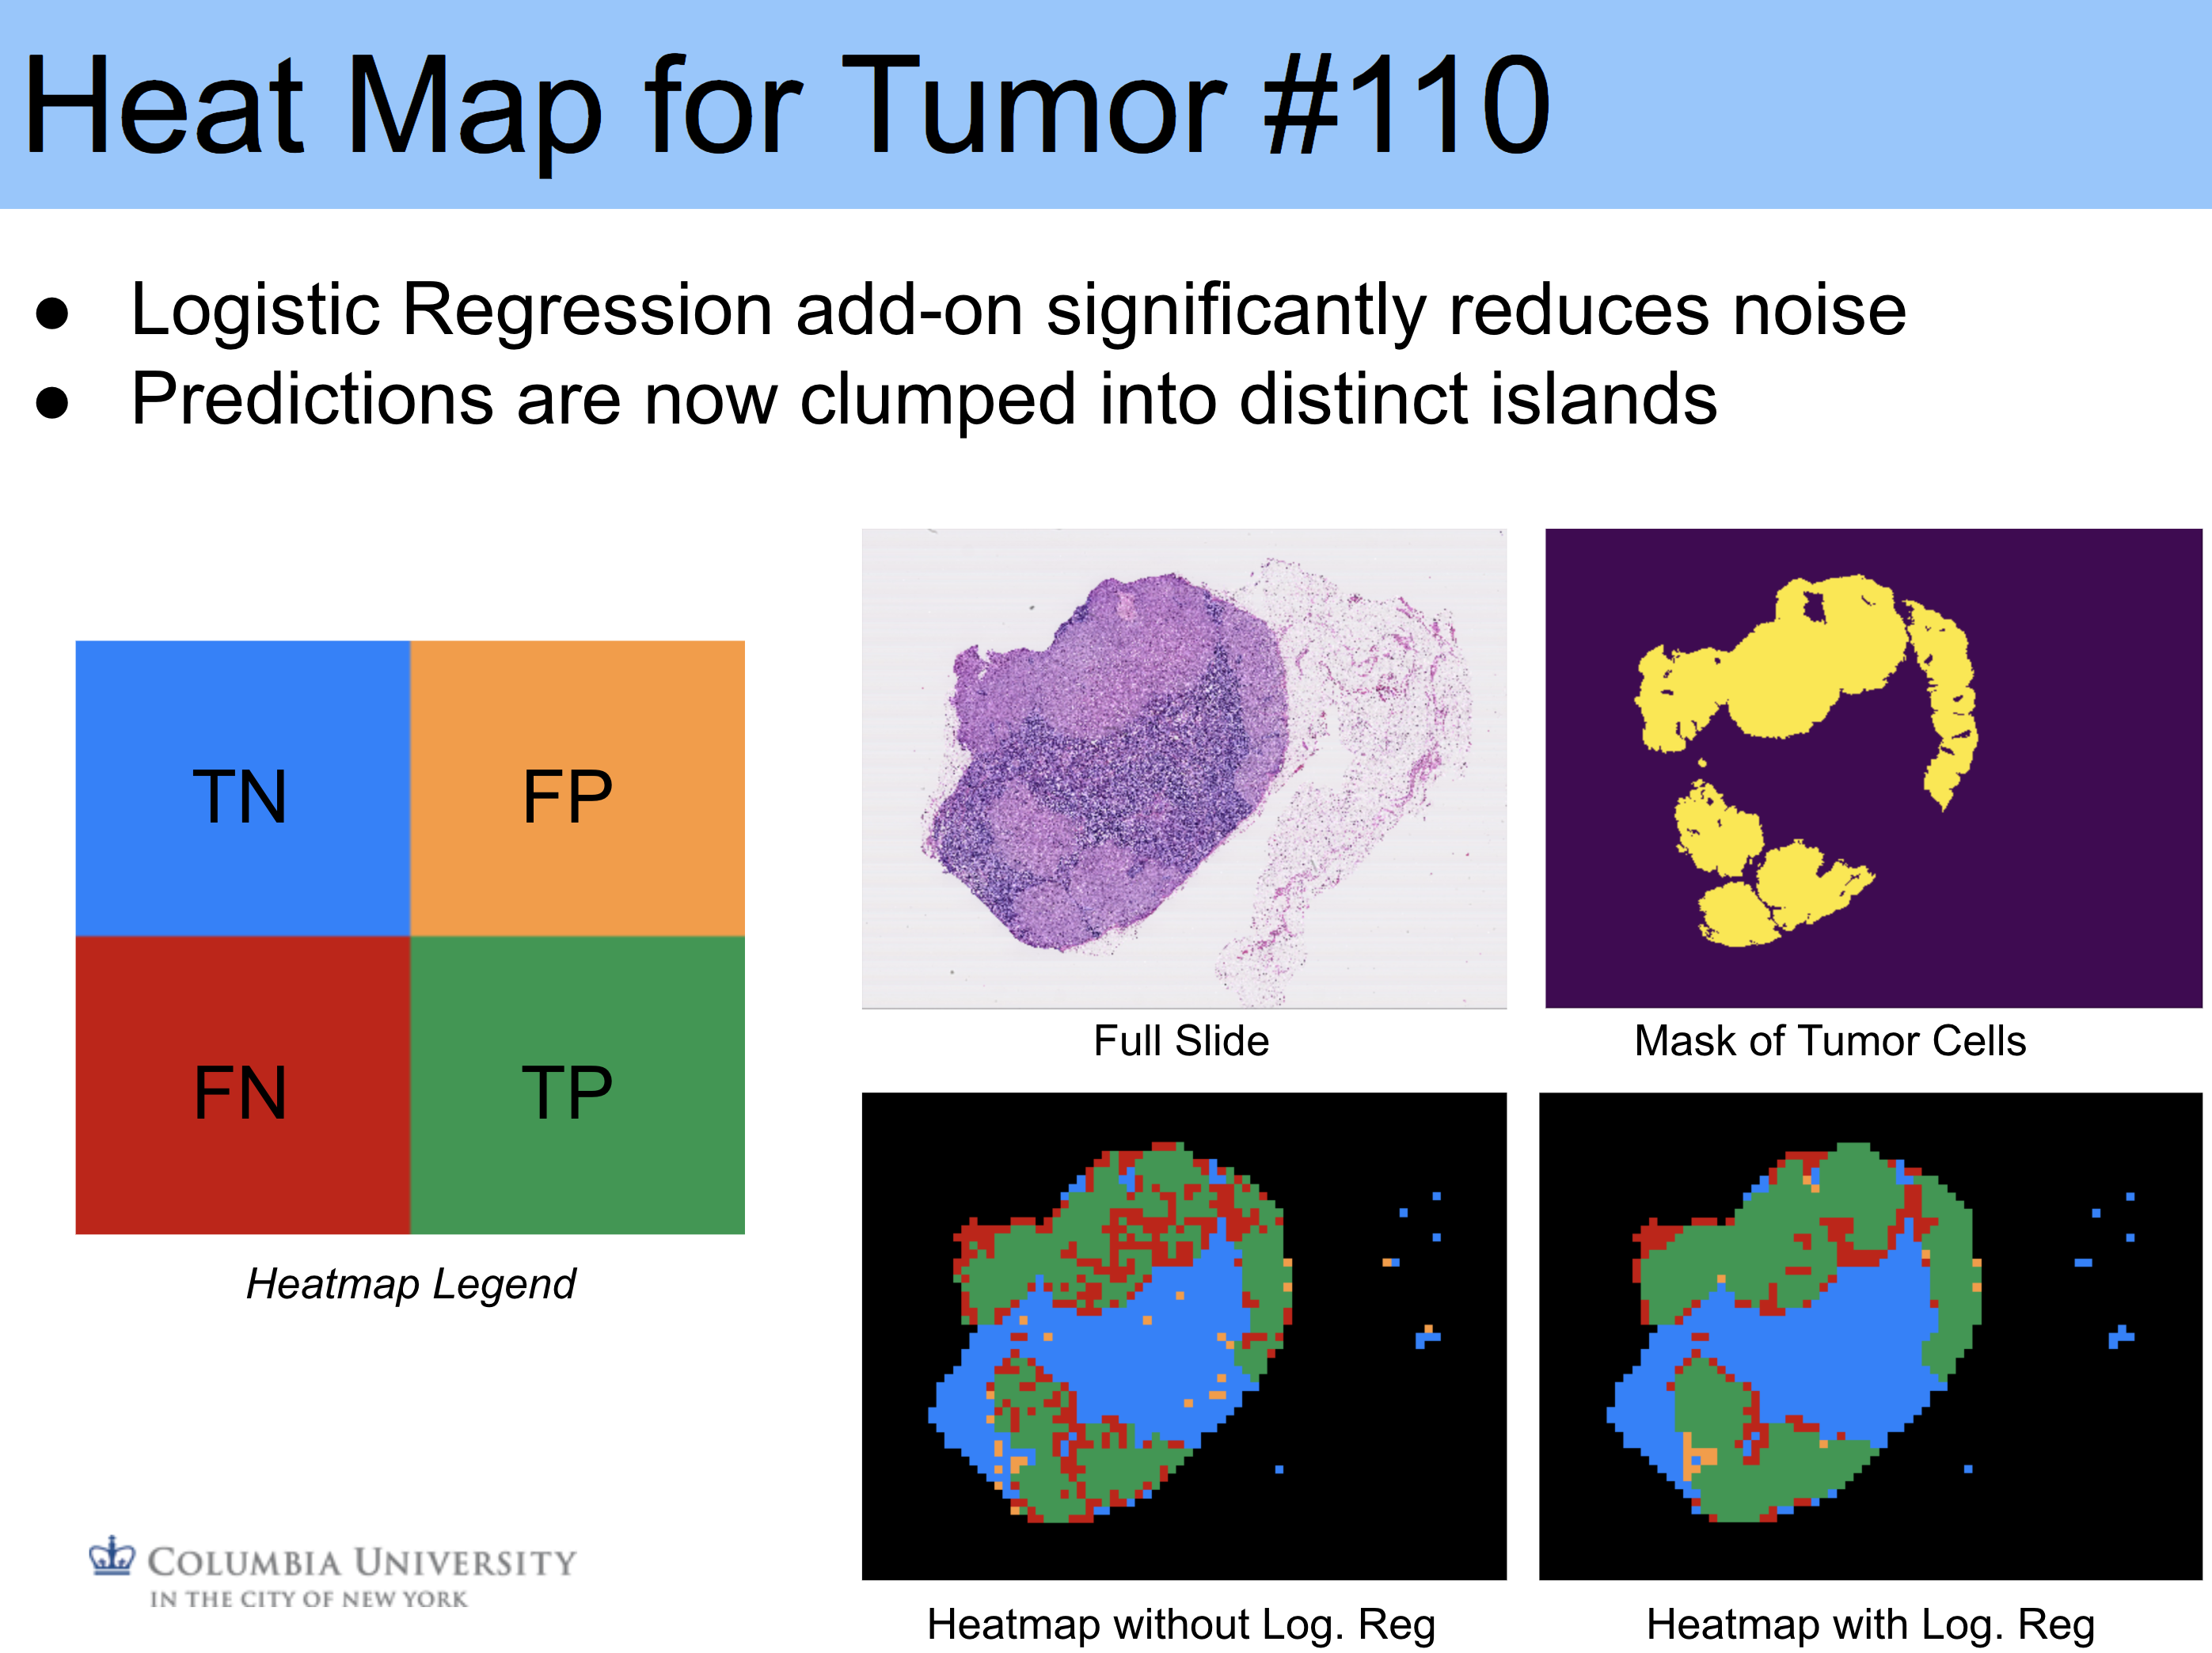 Heat Map for Tumor #110
● Logistic Regression add-on significantly reduces noise
● Predictions are now clumped into distinct islands
TN FP
FN TP
Heatmap Legend
Full Slide
Mask of Tumor Cells
Heatmap without Log. Reg
Heatmap with Log. Reg
COLUMBIA UNIVERSITY
IN THE CITY OF NEW YORK